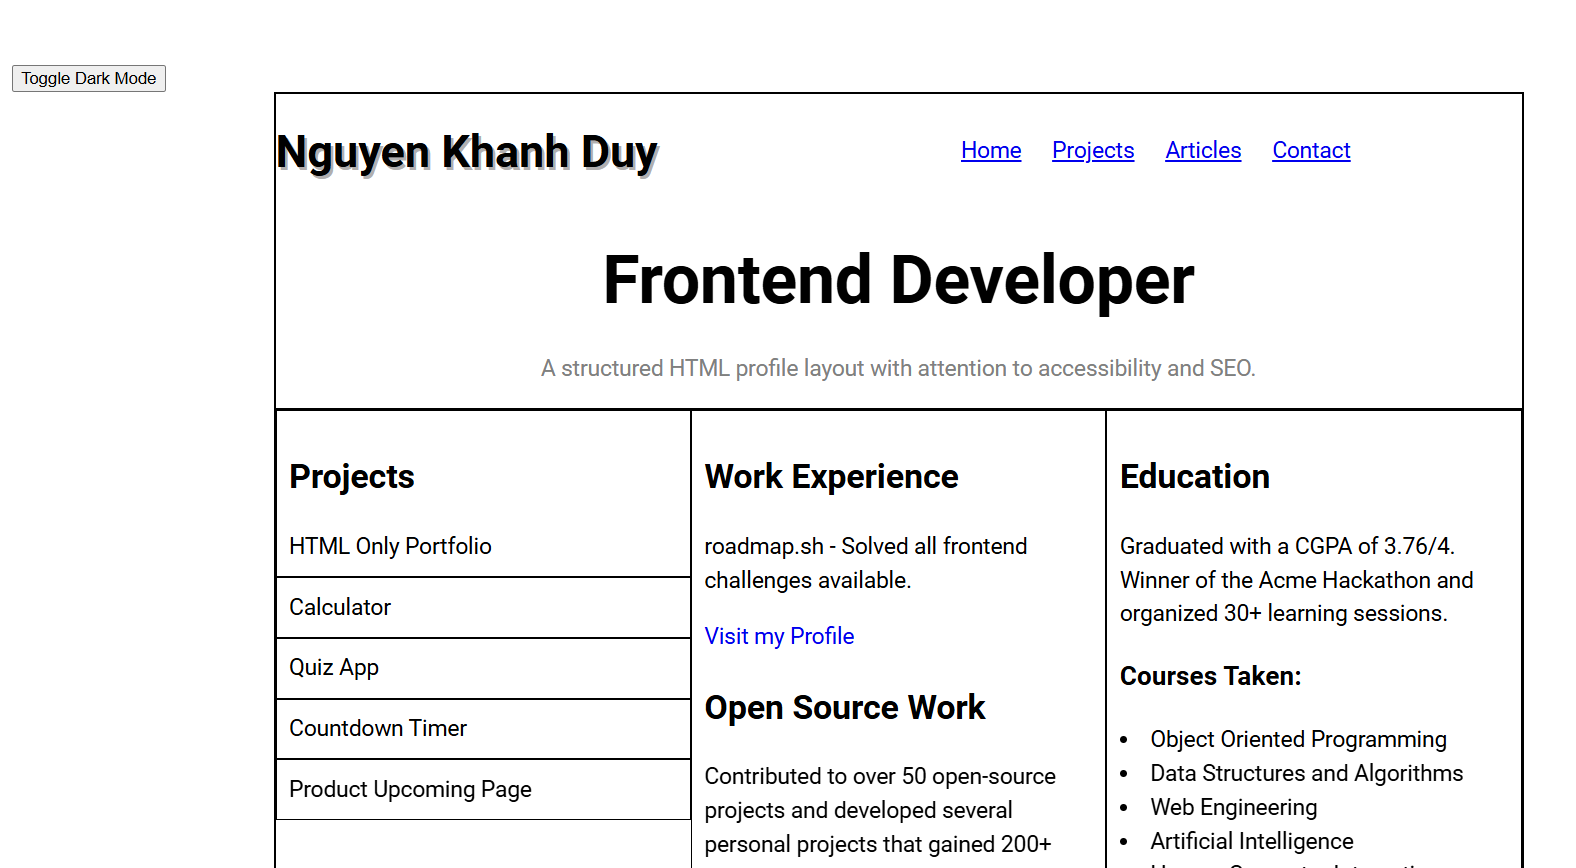 Toggle Dark Mode
Nguyen Khanh Duy
Home Projects Articles Contact
Frontend Developer
A structured HTML profile layout with attention to accessibility and SEO.
Projects
HTML Only Portfolio
Calculator
Quiz App
Countdown Timer
Product Upcoming Page
Work Experience
roadmap.sh - Solved all frontend
challenges available.
Visit my Profile
Open Source Work
Contributed to over 50 open-source
projects and developed several
personal projects that gained 200+
Education
Graduated with a CGPA of 3.76/4.
Winner of the Acme Hackathon and
organized 30+ learning sessions.
Courses Taken:
• Object Oriented Programming
• Data Structures and Algorithms
• Web Engineering
• Artificial Intelligence